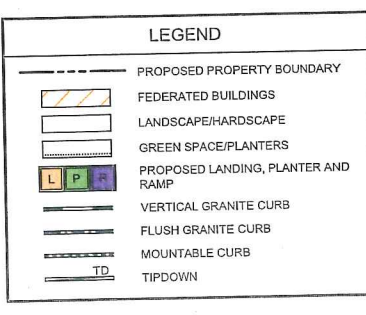 LEGEND
PROPOSED PROPERTY BOUNDARY
FEDERATED BUILDINGS
LANDSCAPE/HARDSCAPE
GREEN SPACE/PLANTERS
L P R PROPOSED LANDING, PLANTER AND
RAMP
VERTICAL GRANITE CURB
FLUSH GRANITE CURB
MOUNTABLE CURB
TD TIPDOWN